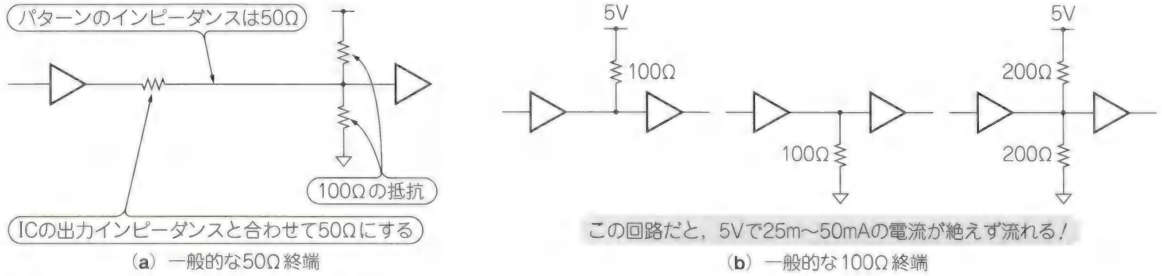 パターンのインピーダンスは50Ω
100Ωの抵抗
ICの出力インピーダンスと合わせて50Ωにする
(a) 一般的な50Ω終端
5V
100Ω
100Ω
5V
200Ω
200Ω
この回路だと，5Vで25m～50mAの電流が絶えず流れる！
(b) 一般的な100Ω終端